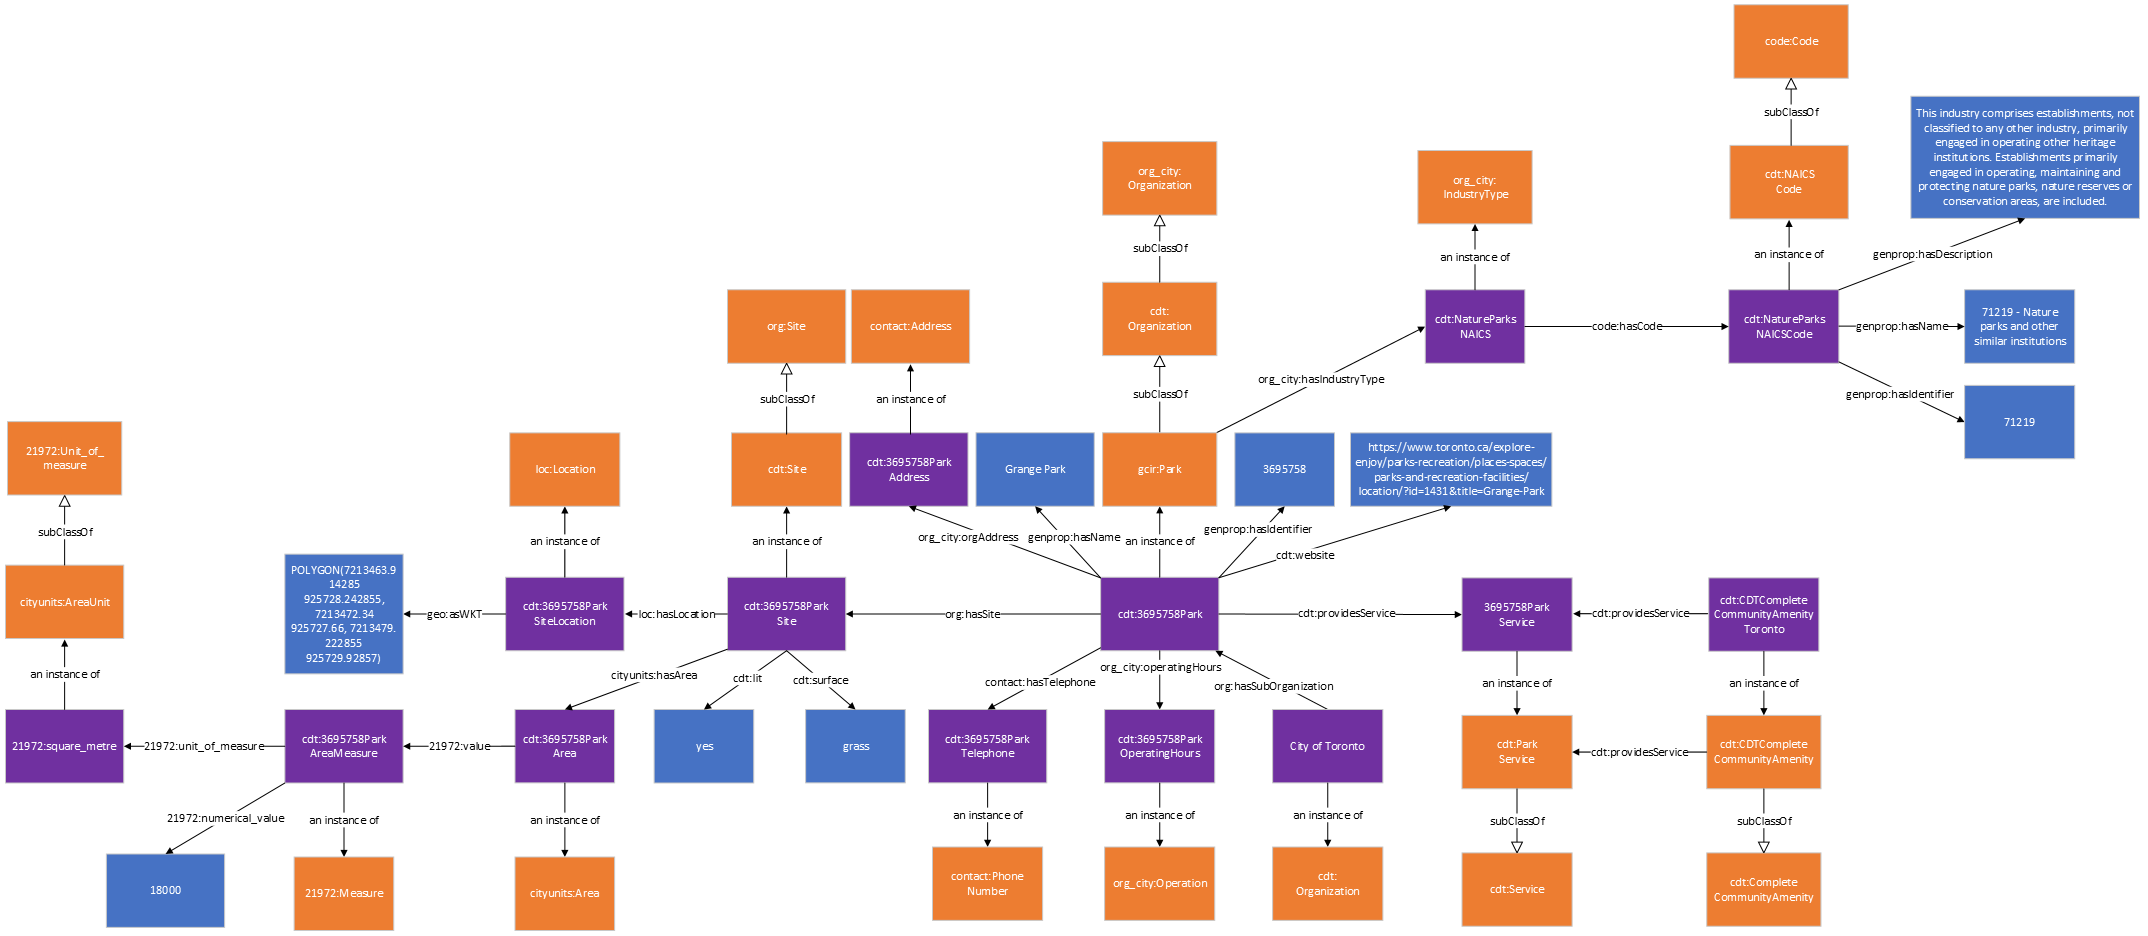 code:Code
subClassOf
This industry comprises establishments, not
classified to any other industry, primarily
engaged in operating other heritage
institutions. Establishments primarily
engaged in operating, maintaining and
protecting nature parks, nature reserves or
conservation areas, are included.
org_city:
Organization
org_city:
IndustryType
cdt:NAICS
Code
subClassOf
an instance of
an instance of
genprop:hasDescription
org:Site
contact:Address
cdt:
Organization
cdt:NatureParks
NAICS
code:hasCode
cdt:NatureParks
NAICSCode
genprop:hasName
71219 - Nature
parks and other
similar institutions
subClassOf
an instance of
subClassOf
org_city:hasIndustryType
genprop:hasIdentifier
71219
21972:Unit_of_
measure
loc:Location
cdt:Site
cdt:3695758Park
Address
Grange Park
gcir:Park
3695758
https://www.toronto.ca/explore-
enjoy/parks-recreation/places-spaces/
parks-and-recreation-facilities/
location/?id=1431&title=Grange-Park
subClassOf
an instance of
an instance of
org_city:orgAddress
genprop:hasName
an instance of
genprop:hasIdentifier
cdt:website
cityunits:AreaUnit
POLYGON(7213463.9
14285
925728.242855,
7213472.34
925727.66, 7213479.
222855
925729.92857)
geo:asWKT
cdt:3695758Park
SiteLocation
loc:hasLocation
cdt:3695758Park
Site
org:hasSite
cdt:3695758Park
cdt:providesService
3695758Park
Service
cdt:providesService
cdt:CDTComplete
CommunityAmenity
Toronto
an instance of
cityunits:hasArea
cdt:lit
cdt:surface
contact:hasTelephone
org_city:operatingHours
org:hasSubOrganization
an instance of
an instance of
21972:square_metre
21972:unit_of_measure
cdt:3695758Park
AreaMeasure
21972:value
cdt:3695758Park
Area
yes
grass
cdt:3695758Park
Telephone
cdt:3695758Park
OperatingHours
City of Toronto
cdt:Park
Service
cdt:providesService
cdt:CDTComplete
CommunityAmenity
21972:numerical_value
an instance of
an instance of
an instance of
an instance of
an instance of
subClassOf
subClassOf
18000
21972:Measure
cityunits:Area
contact:Phone
Number
org_city:Operation
cdt:
Organization
cdt:Service
cdt:Complete
CommunityAmenity